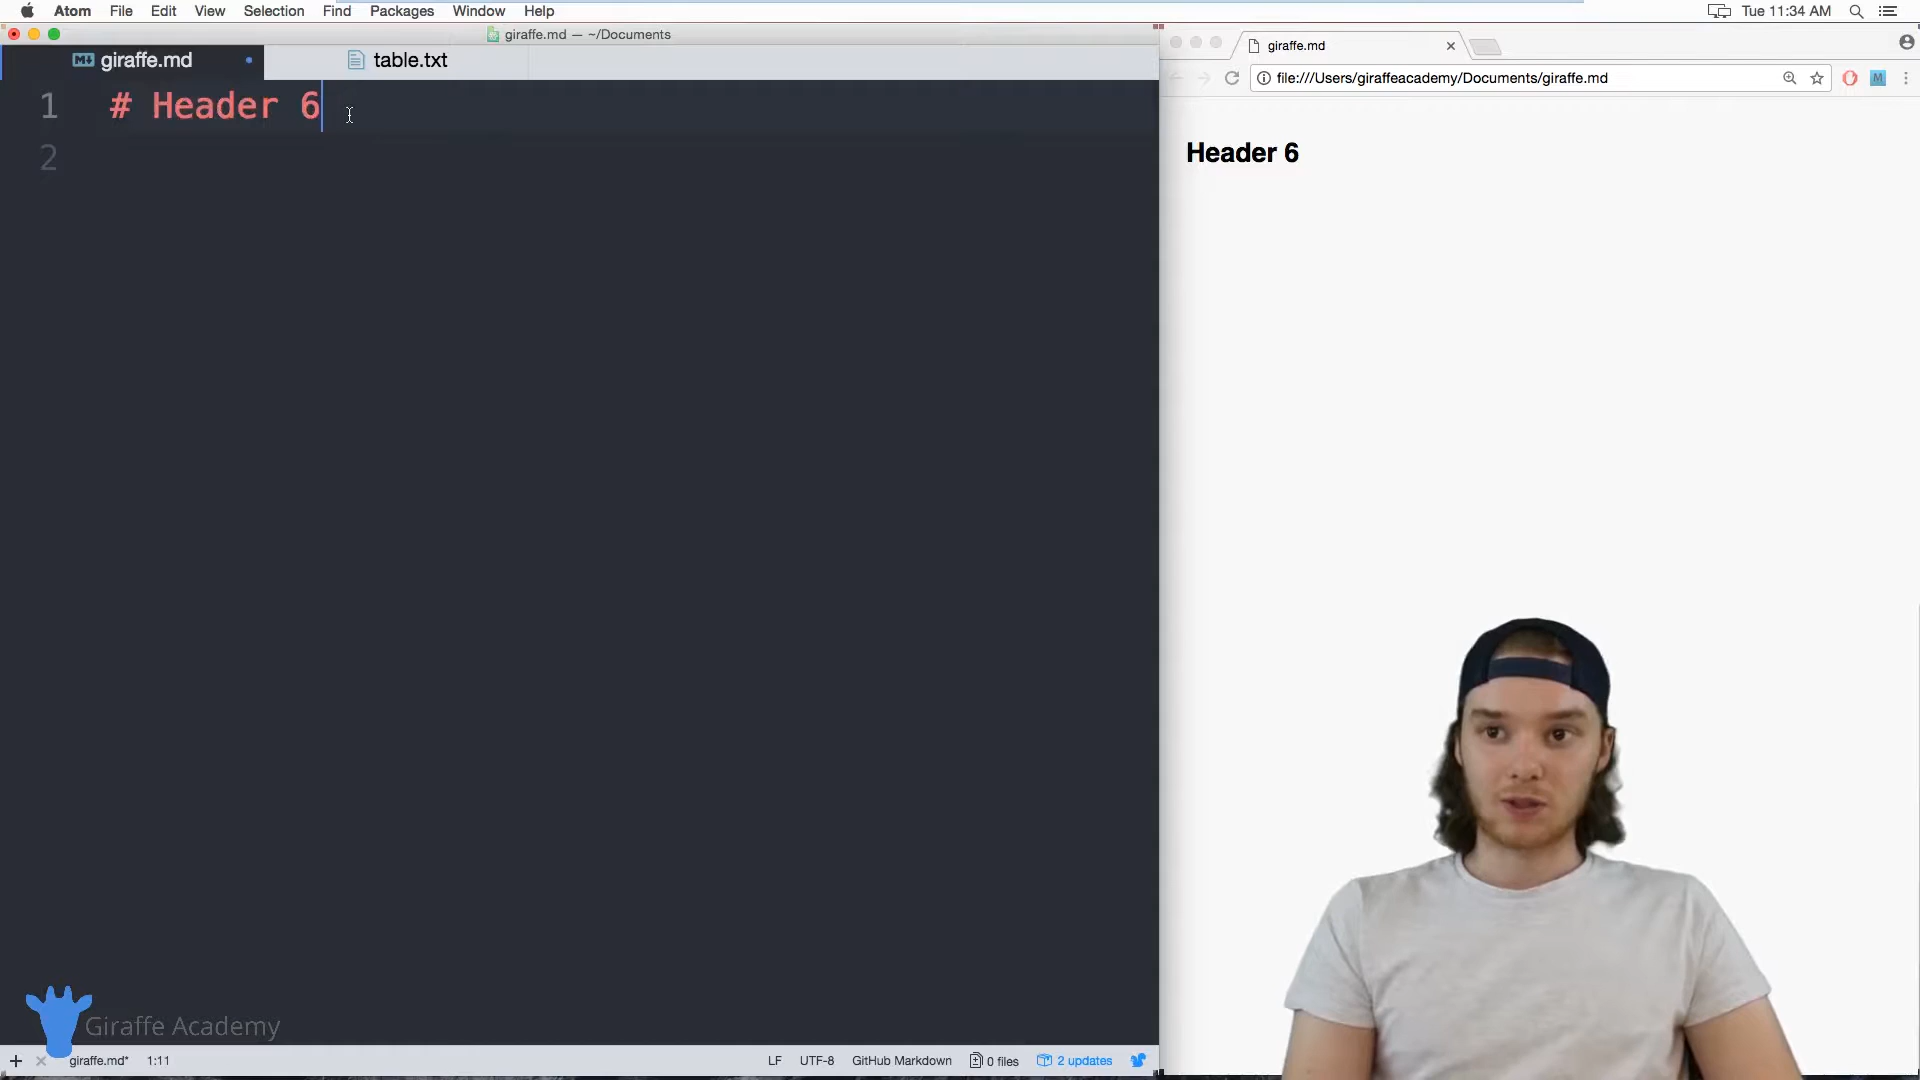 Atom File Edit View Selection Find Packages Window Help Tue 11:34 AM
giraffe.md — ~/Documents
giraffe.md table.txt
1 # Header 6
2
giraffe.md
file:///Users/giraffeacademy/Documents/giraffe.md M
Header 6
Giraffe Academy
giraffe.md* 1:11 LF UTF-8 GitHub Markdown 0 files 2 updates